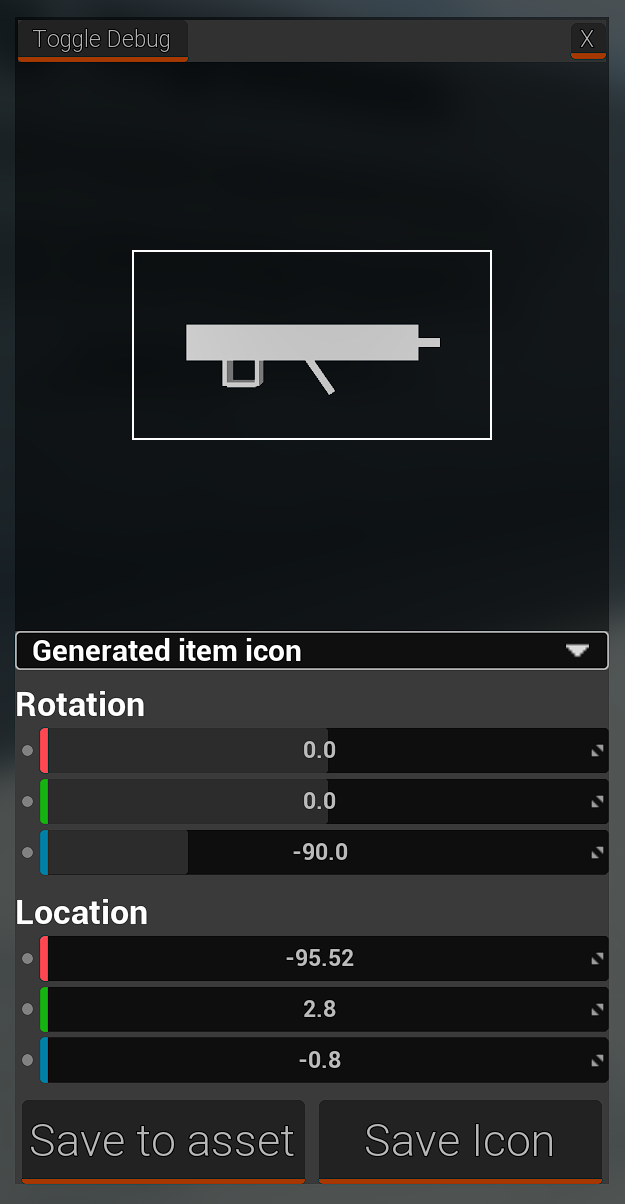 Toggle Debug
X
Generated item icon
Rotation
0.0
0.0
-90.0
Location
-95.52
2.8
-0.8
Save to asset
Save Icon